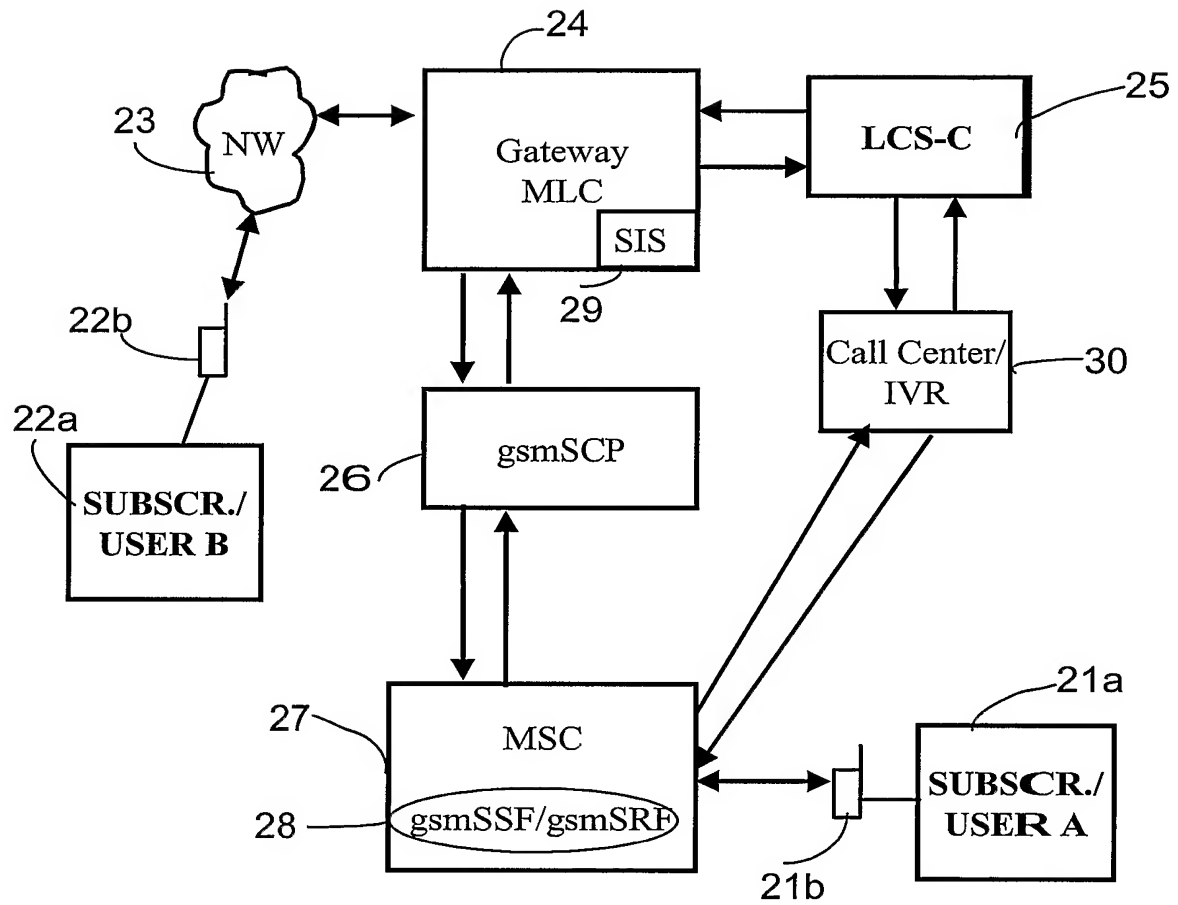 24
25
23
NW
Gateway
MLC
LCS-C
SIS
29
22b
Call Center/
IVR
30
22a
gsmSCP
26
SUBSCR./
USER B
21a
27
MSC
SUBSCR./
USER A
28
gsmSSF/gsmSRF
21b